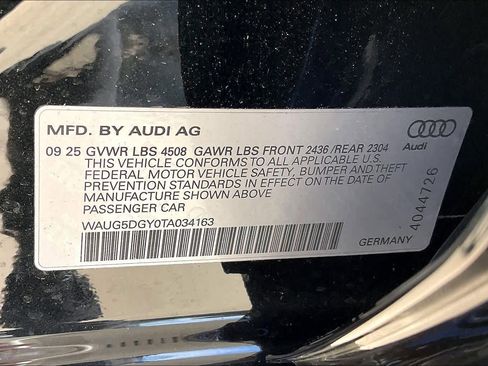 MFD. BY AUDI AG
09 25 GVWR LBS 4508 GAWR LBS FRONT 2436 /REAR 2304
THIS VEHICLE CONFORMS TO ALL APPLICABLE U.S.
FEDERAL MOTOR VEHICLE SAFETY, BUMPER AND THEFT
PREVENTION STANDARDS IN EFFECT ON THE DATE OF
MANUFACTURE SHOWN ABOVE
PASSENGER CAR
WAUG5DGY0TA034163
Audi
4044726
GERMANY